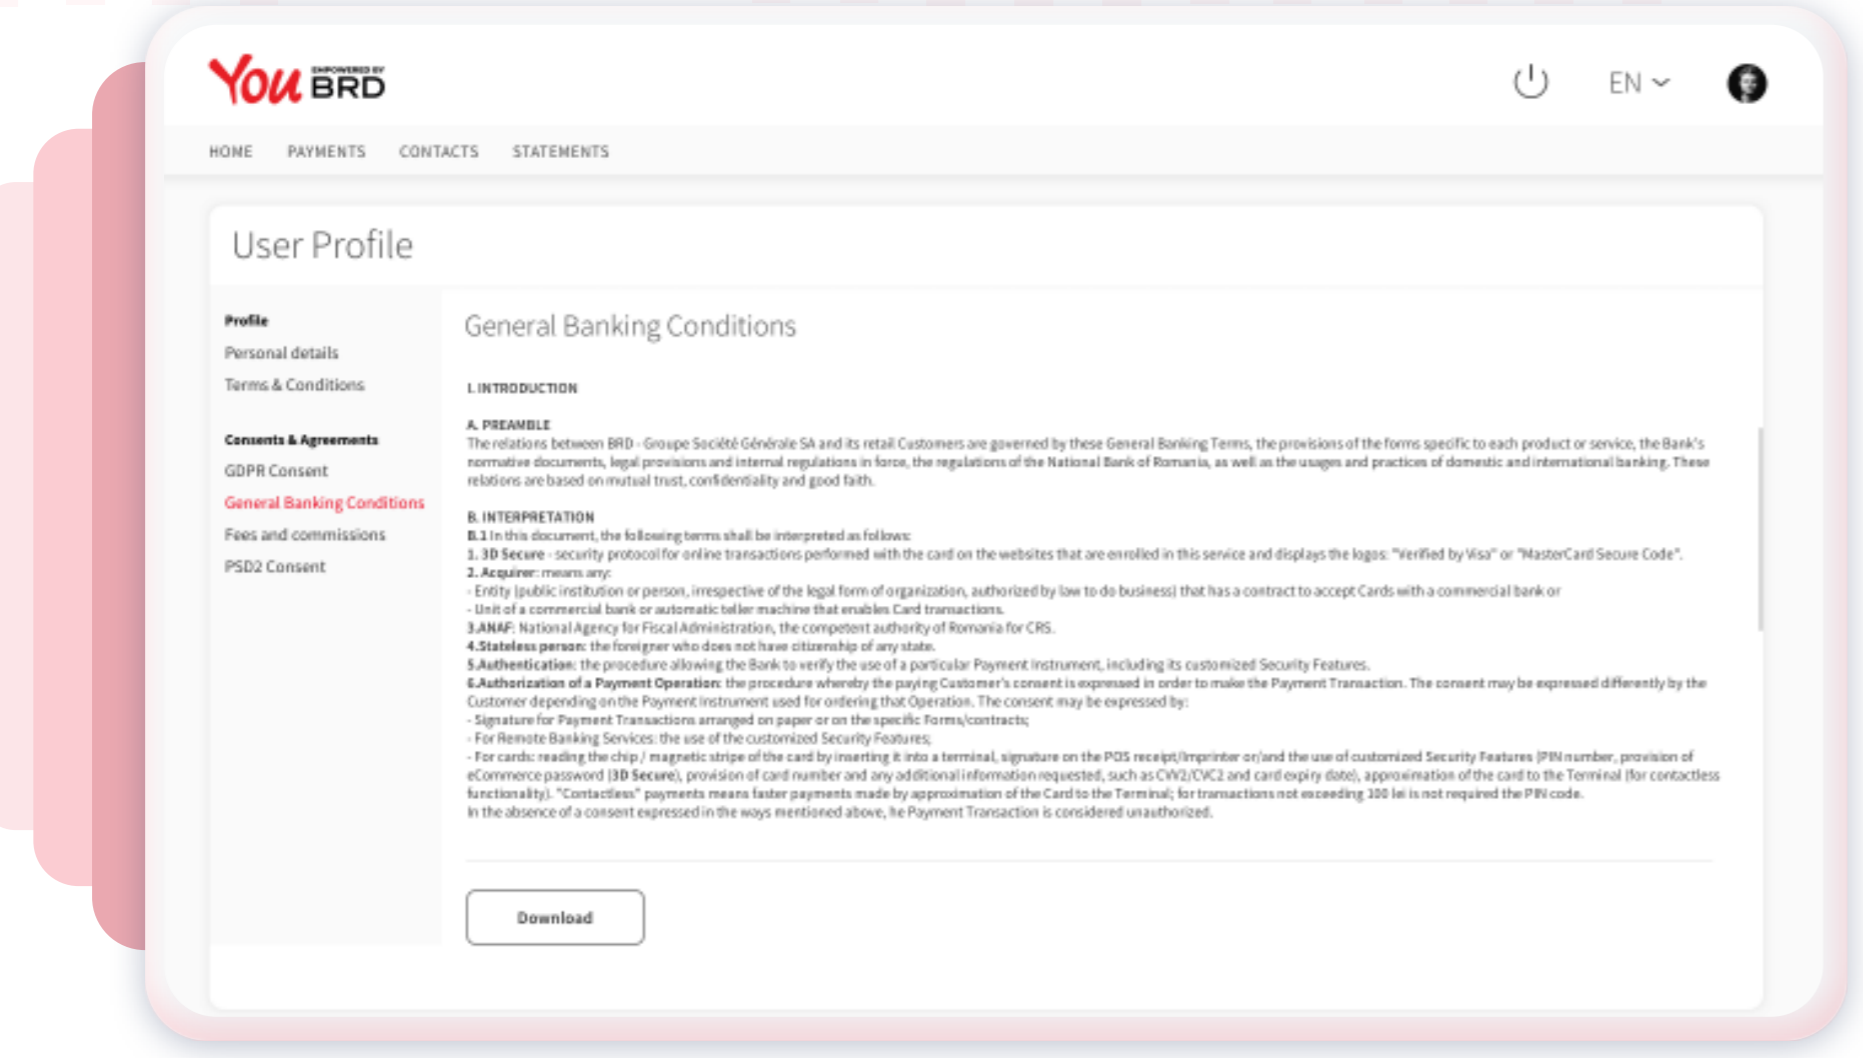 You EMPOWERED BY BRD
EN
HOME PAYMENTS CONTACTS STATEMENTS
User Profile
Profile
Personal details
Terms & Conditions
Consents & Agreements
GDPR Consent
General Banking Conditions
Fees and commissions
PSD2 Consent
General Banking Conditions
I. INTRODUCTION
A. PREAMBLE
The relations between BRD - Groupe Société Générale SA and its retail Customers are governed by these General Banking Terms, the provisions of the forms specific to each product or service, the Bank's
normative documents, legal provisions and internal regulations in force, the regulations of the National Bank of Romania, as well as the usages and practices of domestic and international banking. These
relations are based on mutual trust, confidentiality and good faith.
B. INTERPRETATION
B.1 In this document, the following terms shall be interpreted as follows:
1. 3D Secure - security protocol for online transactions performed with the card on the websites that are enrolled in this service and displays the logos: "Verified by Visa" or "MasterCard Secure Code".
2. Acquirer: means any:
- Entity (public institution or person, irrespective of the legal form of organization, authorized by law to do business) that has a contract to accept Cards with a commercial bank or
- Unit of a commercial bank or automatic teller machine that enables Card transactions.
3.ANAF: National Agency for Fiscal Administration, the competent authority of Romania for CRS.
4.Stateless person: the foreigner who does not have citizenship of any state.
5.Authentication: the procedure allowing the Bank to verify the use of a particular Payment Instrument, including its customized Security Features.
6.Authorization of a Payment Operation: the procedure whereby the paying Customer's consent is expressed in order to make the Payment Transaction. The consent may be expressed differently by the
Customer depending on the Payment Instrument used for ordering that Operation. The consent may be expressed by:
- Signature for Payment Transactions arranged on paper or on the specific Forms/contracts;
- For Remote Banking Services: the use of the customized Security Features;
- For cards: reading the chip / magnetic stripe of the card by inserting it into a terminal, signature on the POS receipt/Imprinter or/and the use of customized Security Features (PIN number, provision of
eCommerce password (3D Secure), provision of card number and any additional information requested, such as CVV2/CVC2 and card expiry date), approximation of the card to the Terminal (for contactless
functionality). "Contactless" payments means faster payments made by approximation of the Card to the Terminal; for transactions not exceeding 100 lei is not required the PIN code.
In the absence of a consent expressed in the ways mentioned above, he Payment Transaction is considered unauthorized.
Download